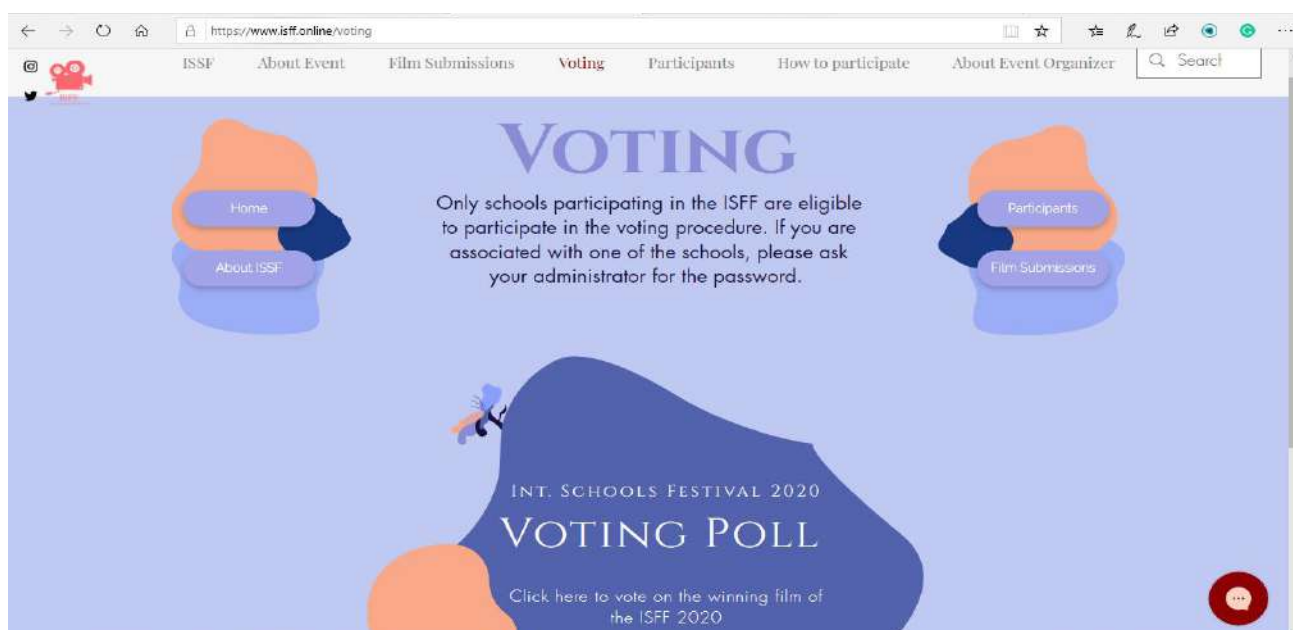 https://www.isff.online/voting
ISSF About Event Film Submissions Voting Participants How to participate About Event Organizer Search
ISFF
VOTING
Only schools participating in the ISFF are eligible
to participate in the voting procedure. If you are
associated with one of the schools, please ask
your administrator for the password.
Home
About ISSF
Participants
Film Submissions
INT. SCHOOLS FESTIVAL 2020
VOTING POLL
Click here to vote on the winning film of
the ISFF 2020